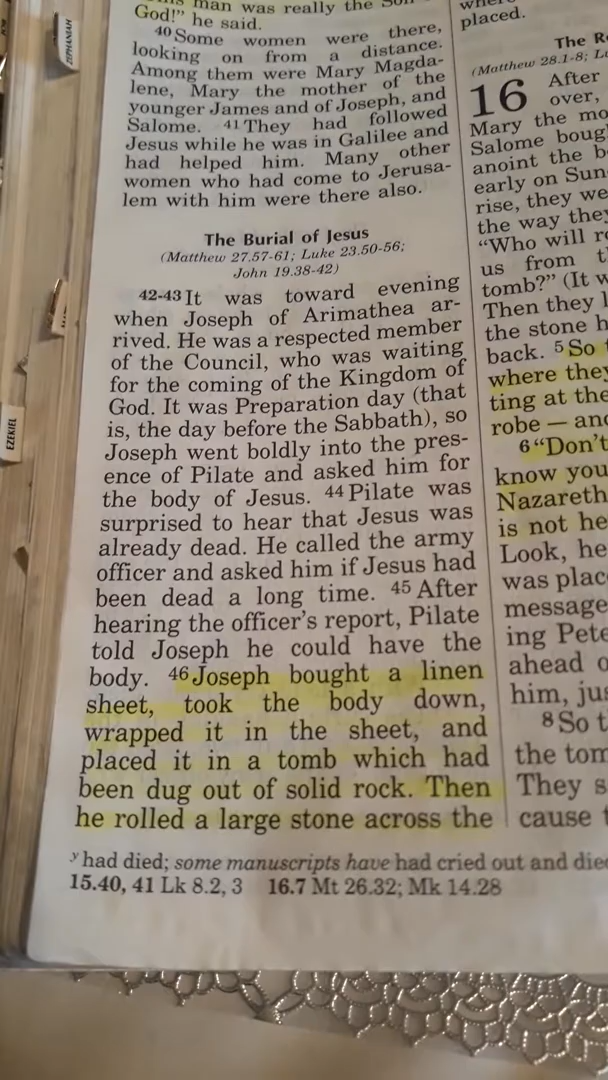 ZEPHANIAH
EZEKIEL
man was really the Son
God!" he said.
40 Some women were there,
looking on from a distance.
Among them were Mary Magda-
lene, Mary the mother of the
younger James and of Joseph, and
Salome. 41 They had followed
Jesus while he was in Galilee and
had helped him. Many other
women who had come to Jerusa-
lem with him were there also.
The Burial of Jesus
(Matthew 27.57-61; Luke 23.50-56;
John 19.38-42)
42-43 It was toward evening
when Joseph of Arimathea ar-
rived. He was a respected member
of the Council, who was waiting
for the coming of the Kingdom of
God. It was Preparation day (that
is, the day before the Sabbath), so
Joseph went boldly into the pres-
ence of Pilate and asked him for
the body of Jesus. 44 Pilate was
surprised to hear that Jesus was
already dead. He called the army
officer and asked him if Jesus had
been dead a long time. 45 After
hearing the officer's report, Pilate
told Joseph he could have the
body. 46 Joseph bought a linen
sheet, took the body down,
wrapped it in the sheet, and
placed it in a tomb which had
been dug out of solid rock. Then
he rolled a large stone across the
placed.
The
(Matthew 28.1-8;
16 After
over,
Mary the
Salome
anoint the
early on
rise, they
the way they
"Who will
us from
tomb?" (It
Then they
the stone
back. 5 So
where they
ting at the
robe — and
6 "Don't
know you
Nazareth
is not
Look, he
was
message
ing
ahead
him,
8 So
the
They
cause
y had died; some manuscripts have had cried out and died
15.40, 41 Lk 8.2, 3 16.7 Mt 26.32; Mk 14.28